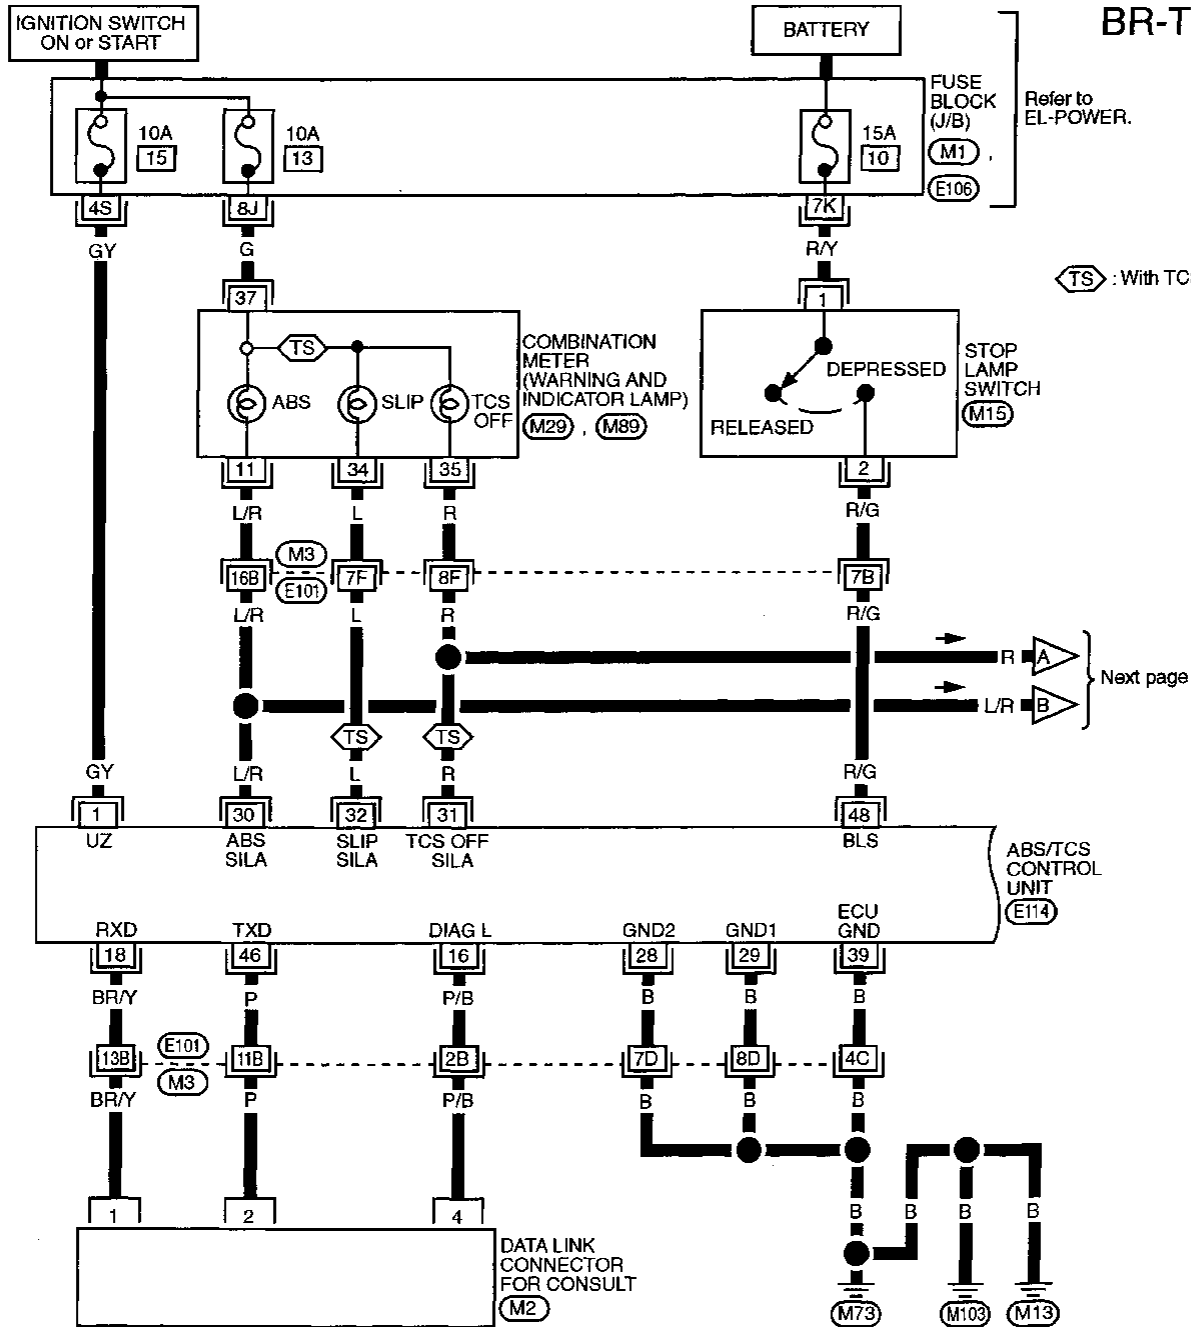 BR-T
IGNITION SWITCH
ON or START
BATTERY
FUSE
BLOCK
(J/B)
M1 ,
E106
Refer to
EL-POWER.
10A
15
10A
13
15A
10
4S
8J
7K
GY
G
R/Y
TS : With TC
37
1
TS
ABS
SLIP
TCS
OFF
COMBINATION
METER
(WARNING AND
INDICATOR LAMP)
M29 , M89
DEPRESSED
RELEASED
STOP
LAMP
SWITCH
M15
11
34
35
2
L/R
L
R
R/G
M3
E101
16B
7F
8F
7B
L/R
L
R
R/G
R
A
L/R
B
Next page
TS
TS
GY
L/R
L
R
R/G
1
30
32
31
48
UZ
ABS
SILA
SLIP
SILA
TCS OFF
SILA
BLS
ABS/TCS
CONTROL
UNIT
E114
RXD
TXD
DIAG L
GND2
GND1
ECU
GND
18
46
16
28
29
39
BR/Y
P
P/B
B
B
B
E101
M3
13B
11B
2B
7D
8D
4C
BR/Y
P
P/B
B
B
B
B
B
B
B
1
2
4
DATA LINK
CONNECTOR
FOR CONSULT
M2
M73
M103
M13